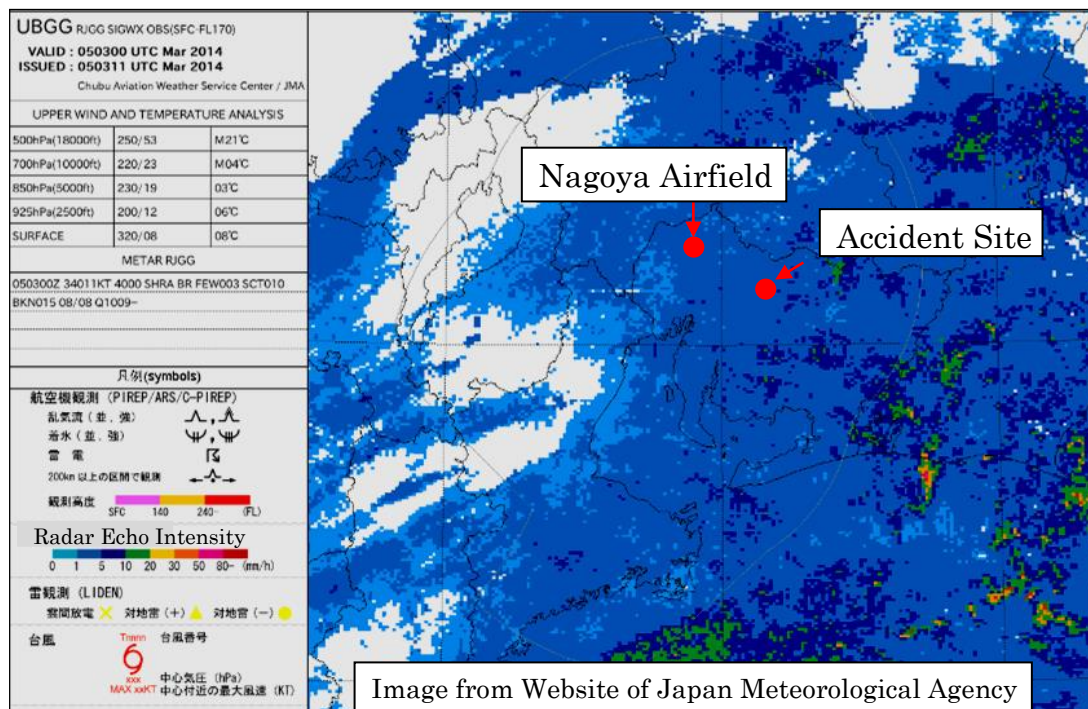 UBGG RJGG SIGWX OBS(SFC-FL170)
VALID : 050300 UTC Mar 2014
ISSUED : 050311 UTC Mar 2014
Chubu Aviation Weather Service Center / JMA
UPPER WIND AND TEMPERATURE ANALYSIS
500hPa(18000ft) 250/53 M21℃
700hPa(10000ft) 220/23 M04℃
850hPa(5000ft) 230/19 03℃
925hPa(2500ft) 200/12 06℃
SURFACE 320/08 08℃
METAR RJGG
050300Z 34011KT 4000 SHRA BR FEW003 SCT010
BKN015 08/08 Q1009=
凡例(symbols)
航空機観測 (PIREP/ARS/C-PIREP)
乱気流 (並、強) ,
着氷 (並、強) ,
雷電
200km 以上の区間で観測
観測高度
SFC 140 240- (FL)
Radar Echo Intensity
0 1 5 10 20 30 50 80- (mm/h)
雷観測 (LIDEN)
雲間放電 対地雷 (+) 対地雷 (-)
台風 Tnnnn 台風番号
xxx 中心気圧 (hPa)
MAX xxKT 中心付近の最大風速 (KT)
Nagoya Airfield
Accident Site
Image from Website of Japan Meteorological Agency